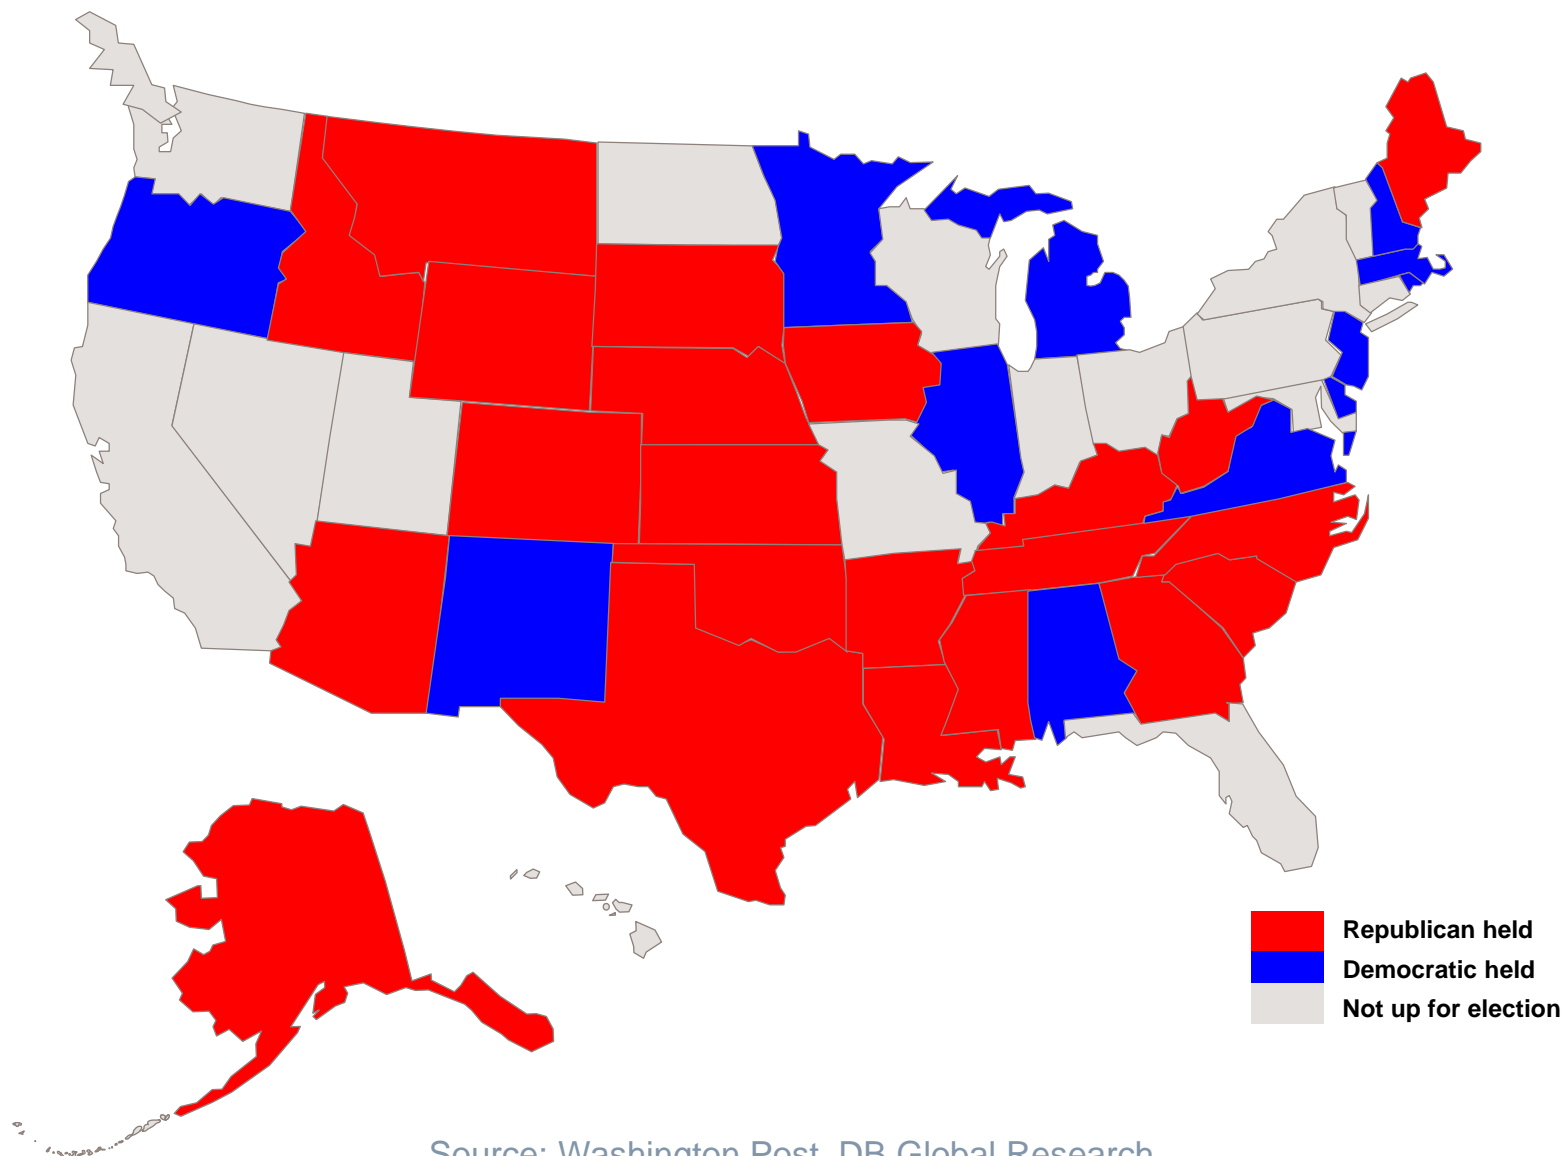 Republican held
Democratic held
Not up for election
Source: Washington Post, DB Global Research